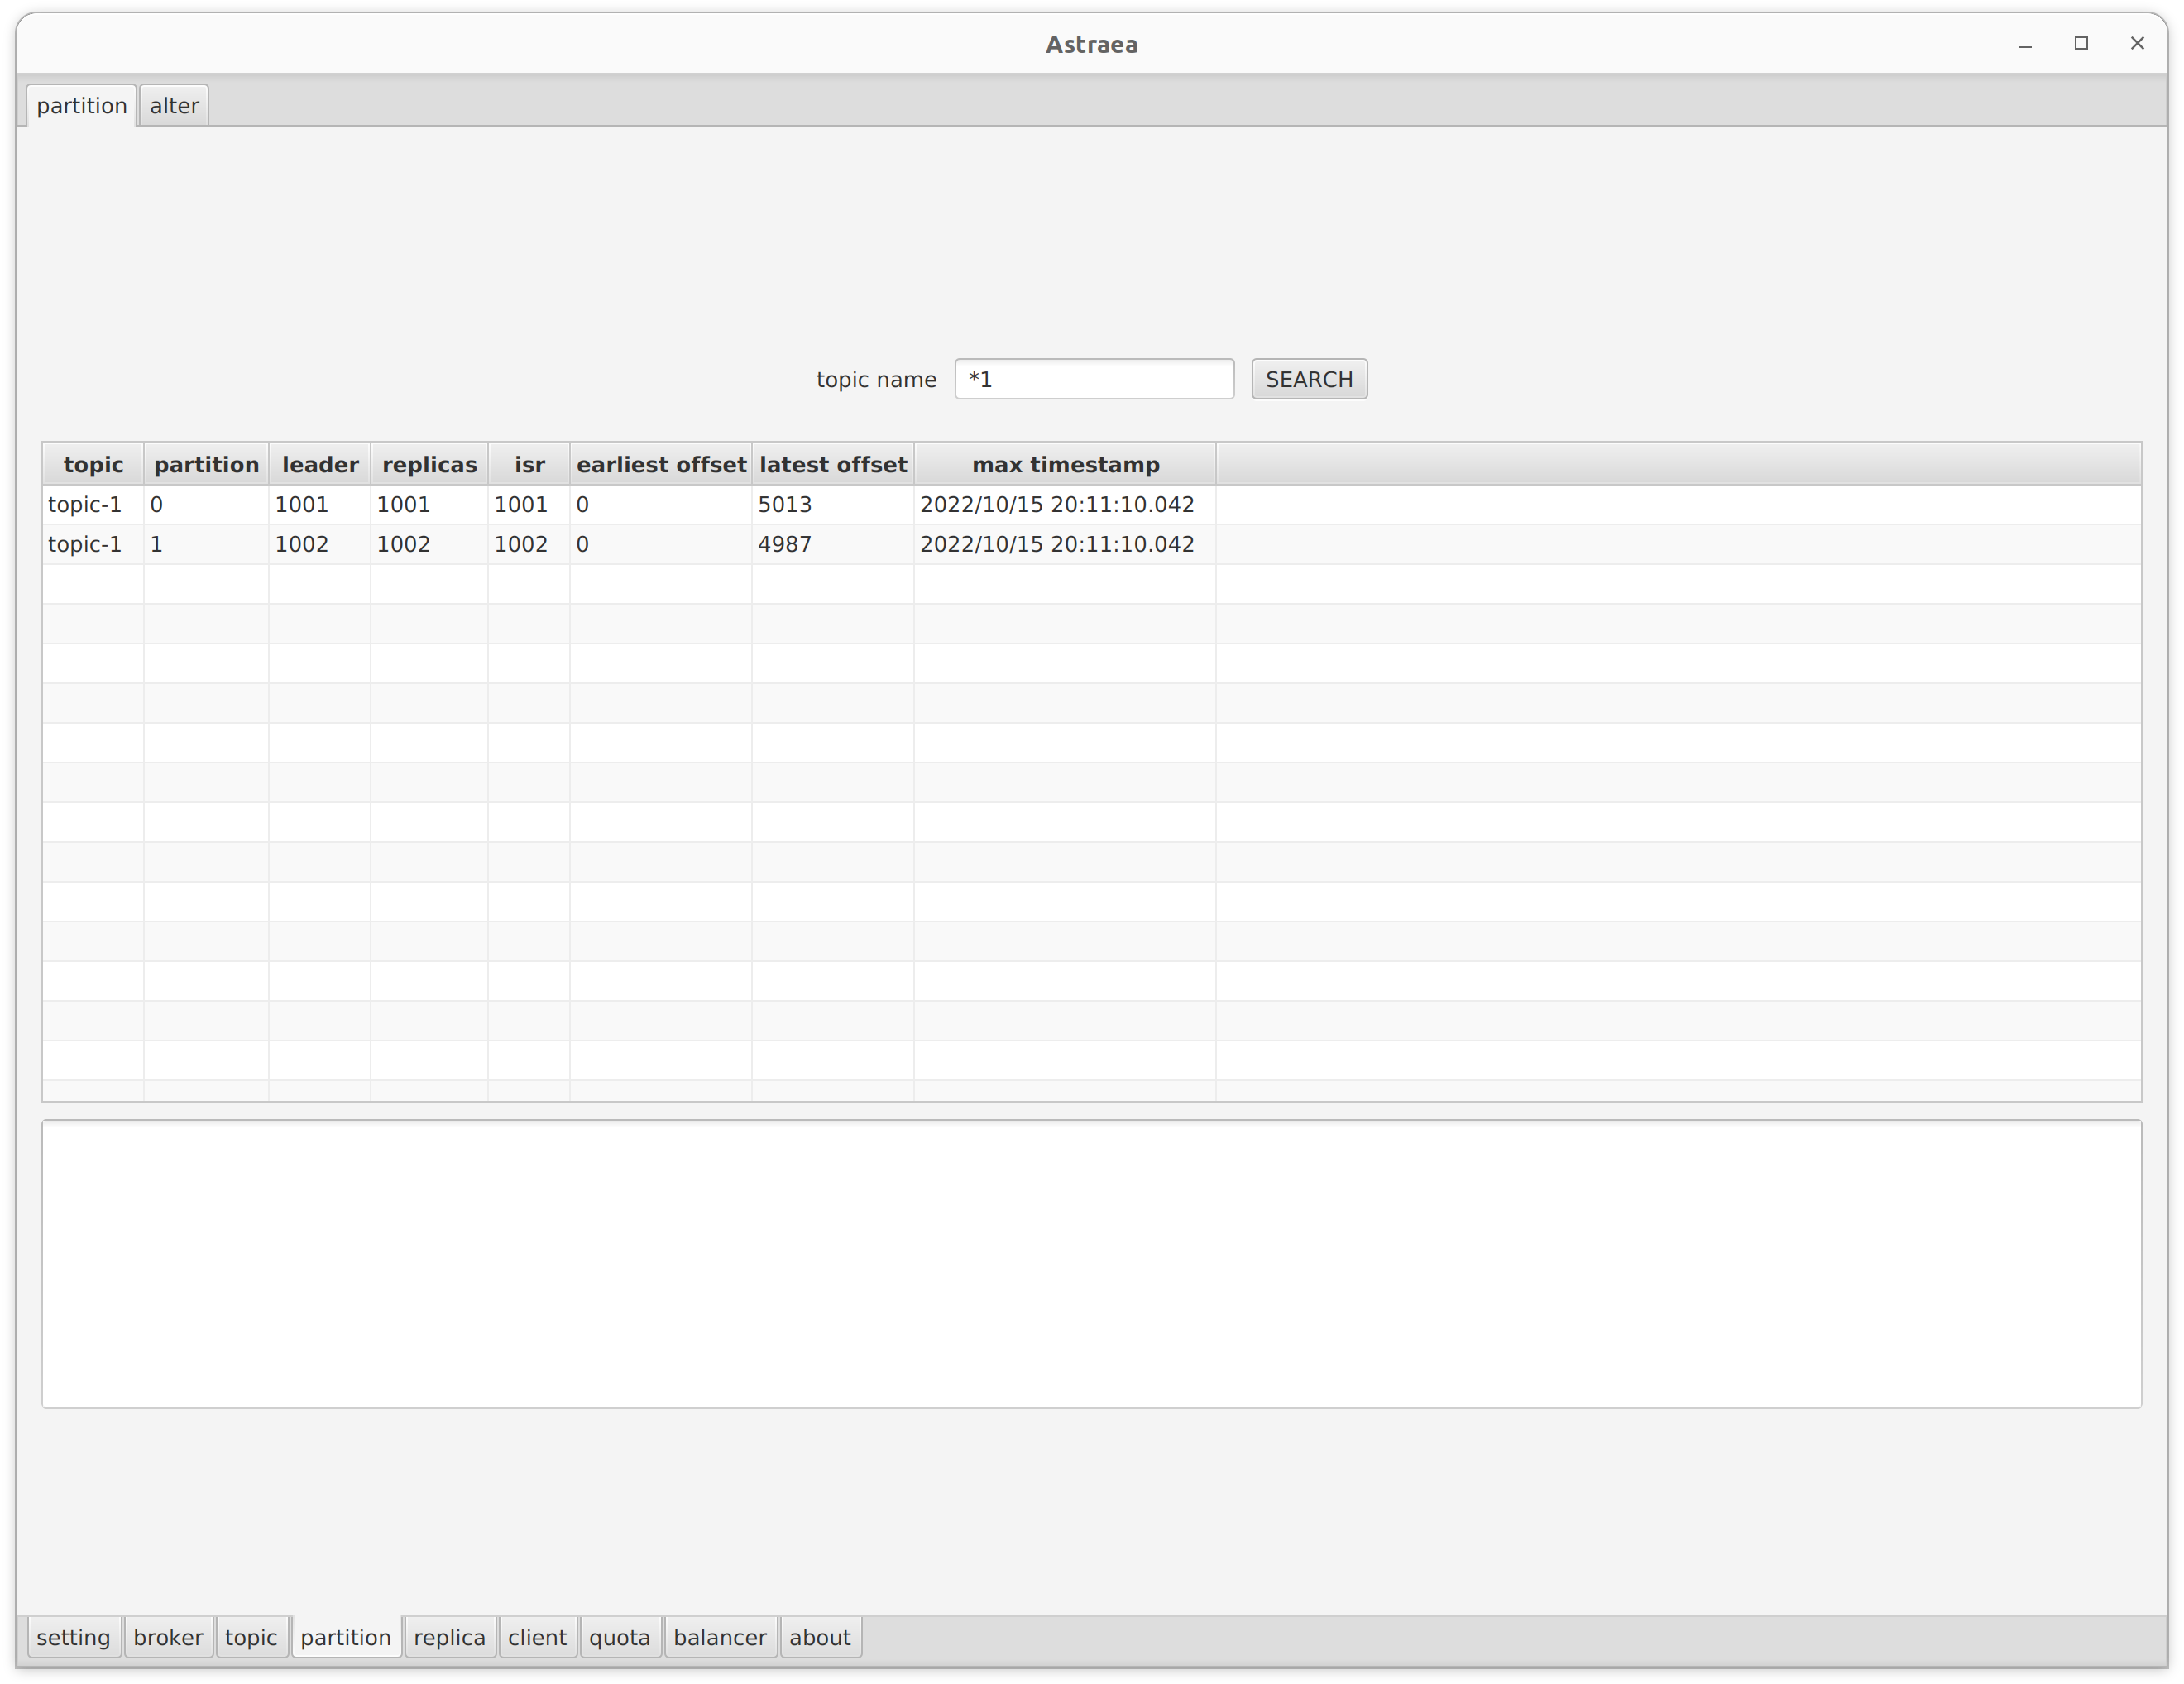 Astraea
partition alter
topic name *1 SEARCH
topic partition leader replicas isr earliest offset latest offset max timestamp
topic-1 0 1001 1001 1001 0 5013 2022/10/15 20:11:10.042
topic-1 1 1002 1002 1002 0 4987 2022/10/15 20:11:10.042
setting broker topic partition replica client quota balancer about